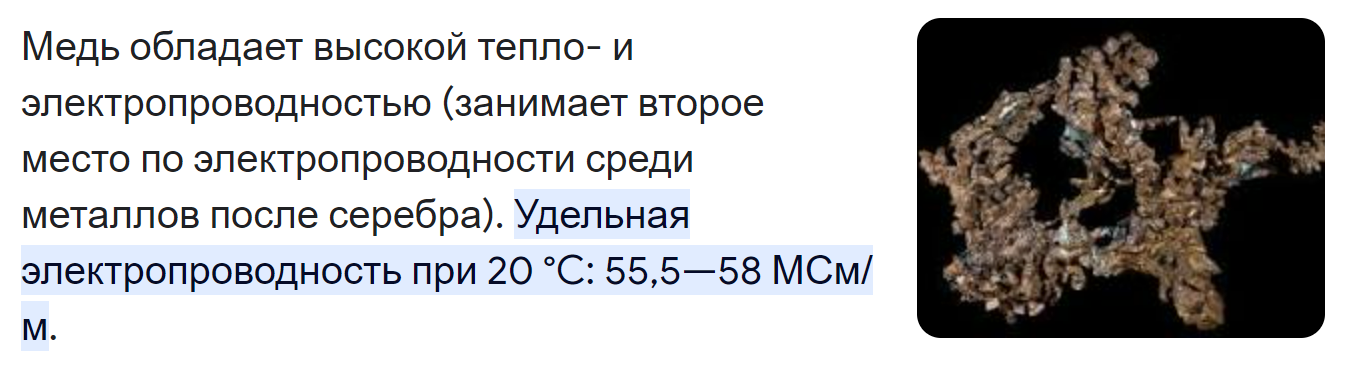 Медь обладает высокой тепло- и
электропроводностью (занимает второе
место по электропроводности среди
металлов после серебра). Удельная
электропроводность при 20 °C: 55,5—58 МСм/
м.